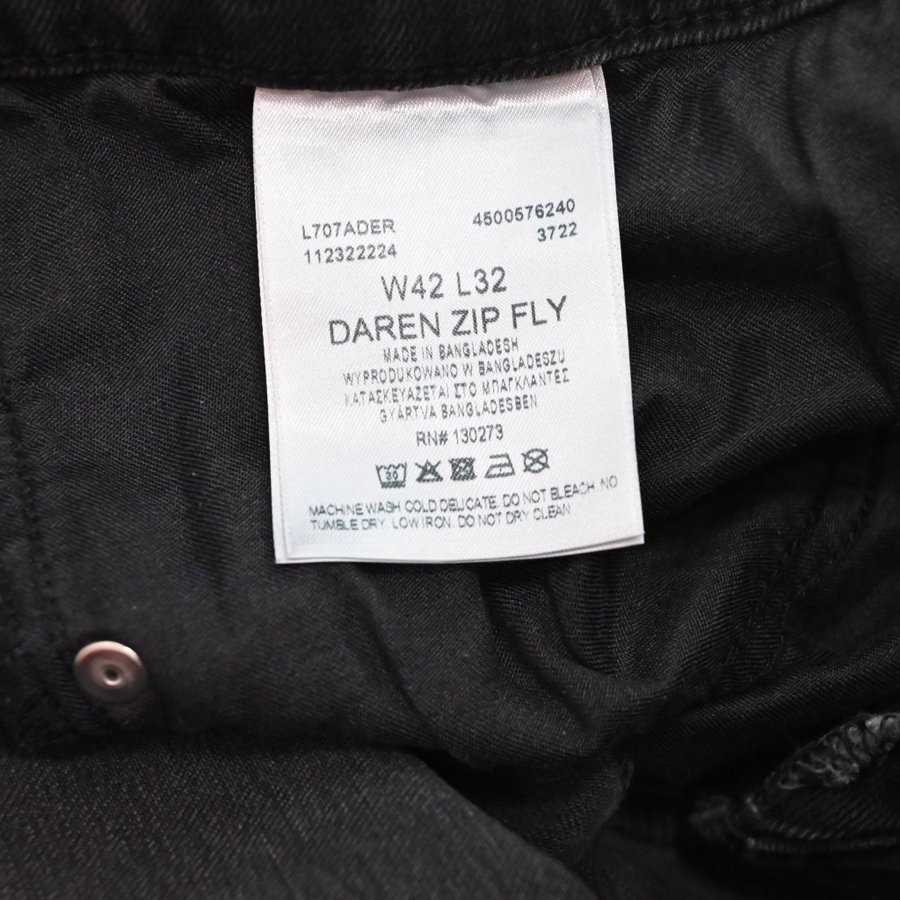 L707ADER 4500576240
112322224 3722
W42 L32
DAREN ZIP FLY
MADE IN BANGLADESH
WYPRODUKOWANO W BANGLADESZU
ΚΑΤΑΣΚΕΥΑΖΕΤΑΙ ΣΤΟ ΜΠΑΓΚΛΑΝΤΕΣ
GYÁRTVA BANGLADESBEN
RN# 130273
30
MACHINE WASH COLD DELICATE. DO NOT BLEACH. NO
TUMBLE DRY. LOW IRON. DO NOT DRY CLEAN